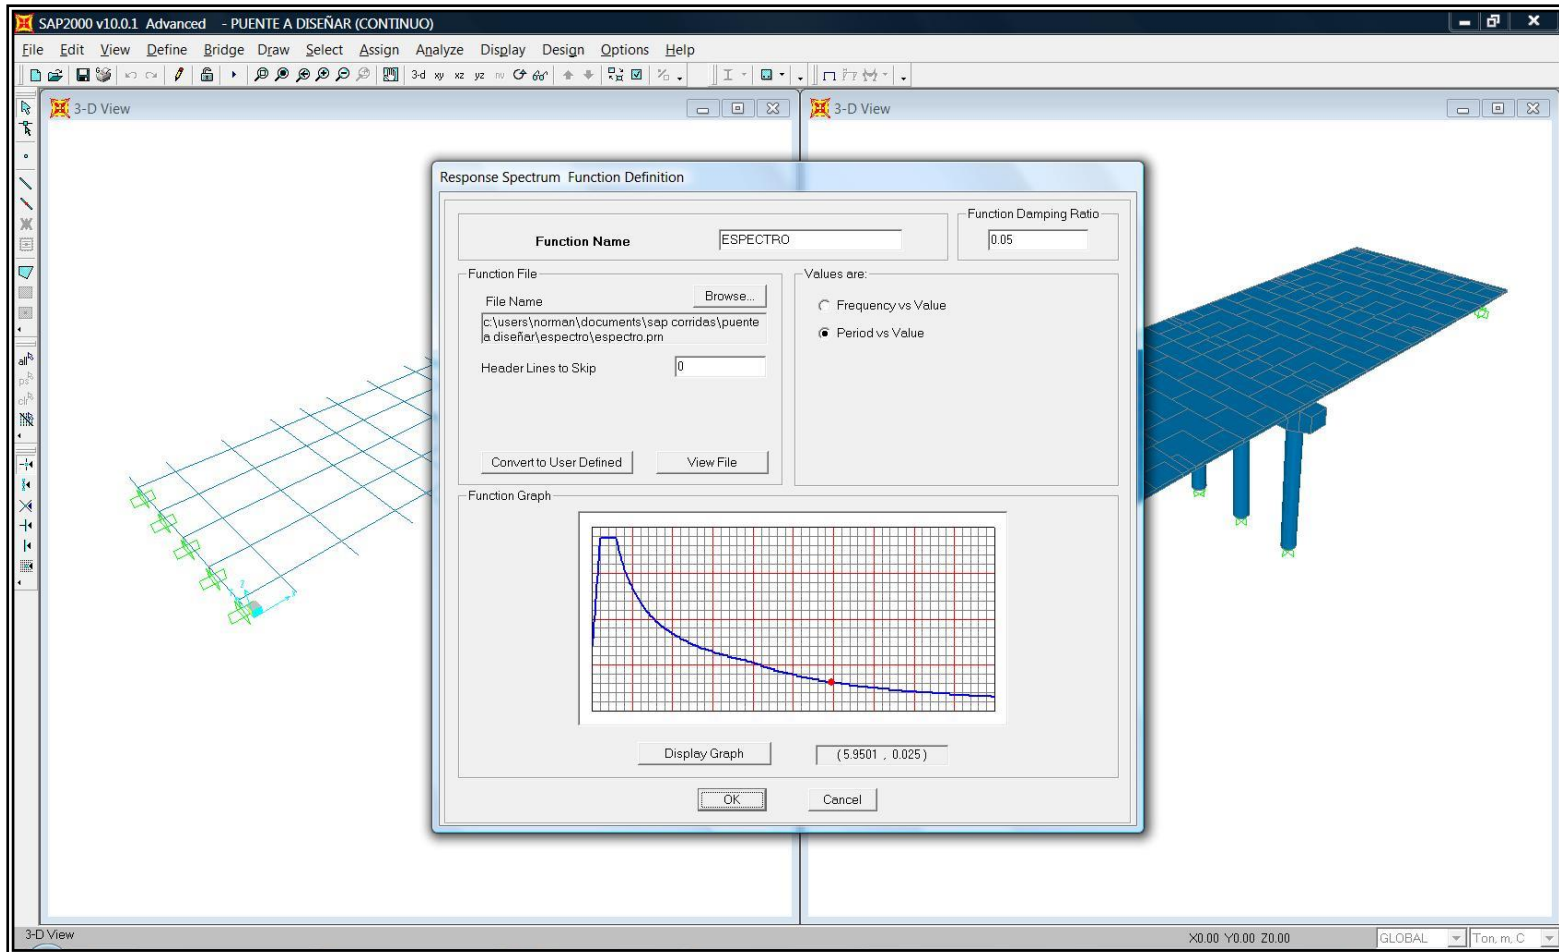 SAP2000 v10.0.1 Advanced - PUENTE A DISEÑAR (CONTINUO)
File Edit View Define Bridge Draw Select Assign Analyze Display Design Options Help
3-d xy xz yz nv
3-D View
3-D View
Response Spectrum Function Definition
Function Name
ESPECTRO
Function Damping Ratio
0.05
Function File
File Name
Browse...
c:\users\norman\documents\sap corridas\puente
a diseñar\espectro\espectro.prn
Header Lines to Skip
0
Convert to User Defined
View File
Values are:
Frequency vs Value
Period vs Value
Function Graph
Display Graph
( 5.9501 , 0.025 )
OK
Cancel
all
ps
clr
3-D View
X0.00 Y0.00 Z0.00
GLOBAL
Ton, m, C